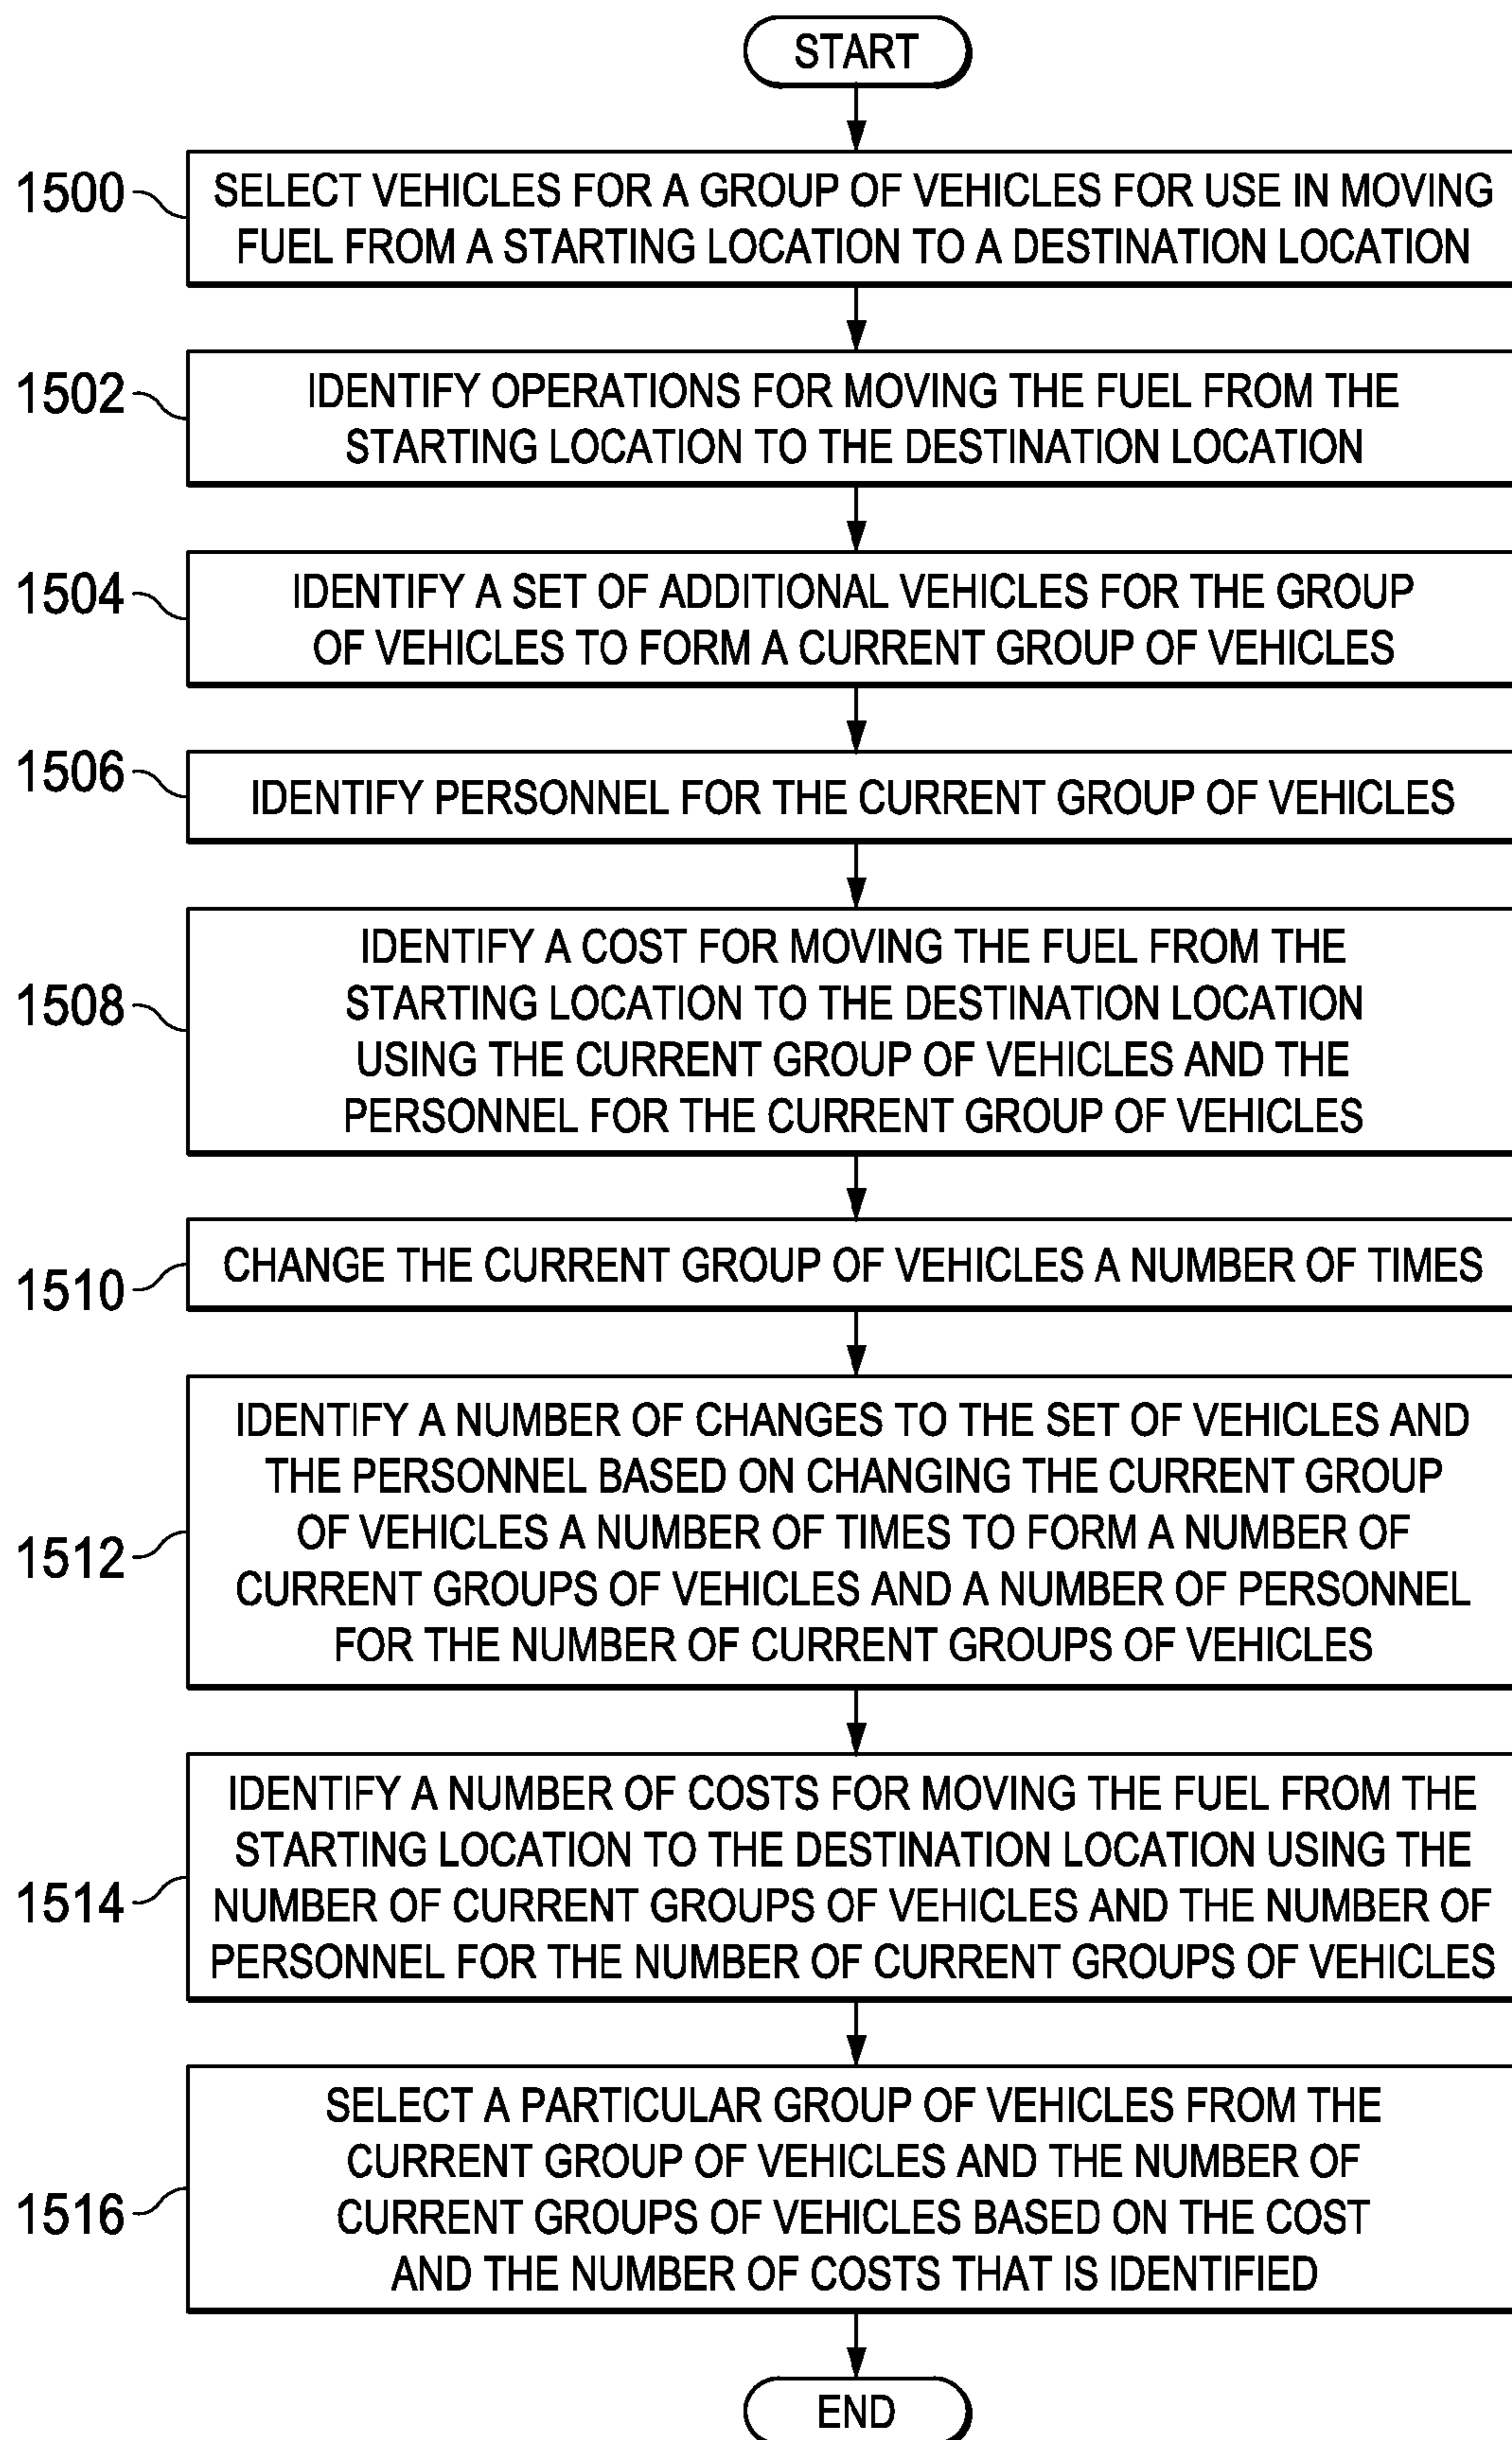 START
1500
SELECT VEHICLES FOR A GROUP OF VEHICLES FOR USE IN MOVING
FUEL FROM A STARTING LOCATION TO A DESTINATION LOCATION
1502
IDENTIFY OPERATIONS FOR MOVING THE FUEL FROM THE
STARTING LOCATION TO THE DESTINATION LOCATION
1504
IDENTIFY A SET OF ADDITIONAL VEHICLES FOR THE GROUP
OF VEHICLES TO FORM A CURRENT GROUP OF VEHICLES
1506
IDENTIFY PERSONNEL FOR THE CURRENT GROUP OF VEHICLES
1508
IDENTIFY A COST FOR MOVING THE FUEL FROM THE
STARTING LOCATION TO THE DESTINATION LOCATION
USING THE CURRENT GROUP OF VEHICLES AND THE
PERSONNEL FOR THE CURRENT GROUP OF VEHICLES
1510
CHANGE THE CURRENT GROUP OF VEHICLES A NUMBER OF TIMES
1512
IDENTIFY A NUMBER OF CHANGES TO THE SET OF VEHICLES AND
THE PERSONNEL BASED ON CHANGING THE CURRENT GROUP
OF VEHICLES A NUMBER OF TIMES TO FORM A NUMBER OF
CURRENT GROUPS OF VEHICLES AND A NUMBER OF PERSONNEL
FOR THE NUMBER OF CURRENT GROUPS OF VEHICLES
1514
IDENTIFY A NUMBER OF COSTS FOR MOVING THE FUEL FROM THE
STARTING LOCATION TO THE DESTINATION LOCATION USING THE
NUMBER OF CURRENT GROUPS OF VEHICLES AND THE NUMBER OF
PERSONNEL FOR THE NUMBER OF CURRENT GROUPS OF VEHICLES
1516
SELECT A PARTICULAR GROUP OF VEHICLES FROM THE
CURRENT GROUP OF VEHICLES AND THE NUMBER OF
CURRENT GROUPS OF VEHICLES BASED ON THE COST
AND THE NUMBER OF COSTS THAT IS IDENTIFIED
END